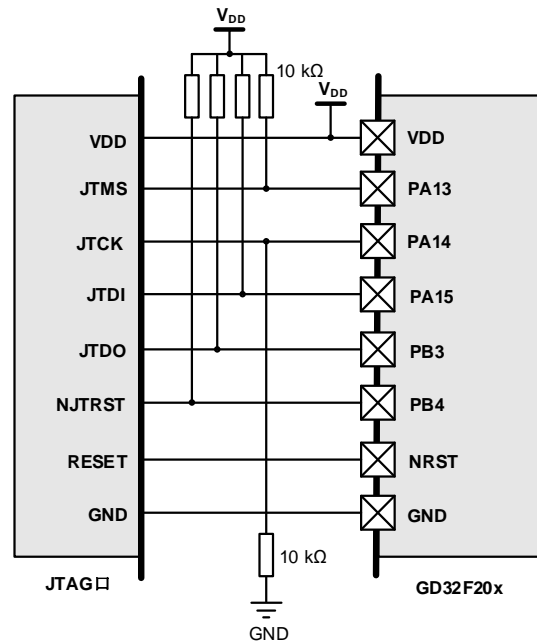 VDD
10 kΩ
VDD
VDD
VDD
JTMS
PA13
JTCK
PA14
JTDI
PA15
JTDO
PB3
NJTRST
PB4
RESET
NRST
GND
GND
10 kΩ
JTAG口
GD32F20x
GND